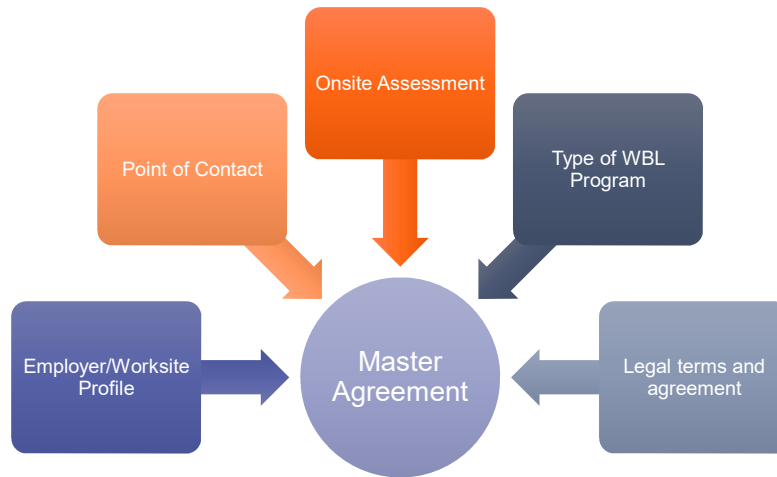 Onsite Assessment
Point of Contact
Type of WBL
Program
Employer/Worksite
Profile
Master
Agreement
Legal terms and
agreement